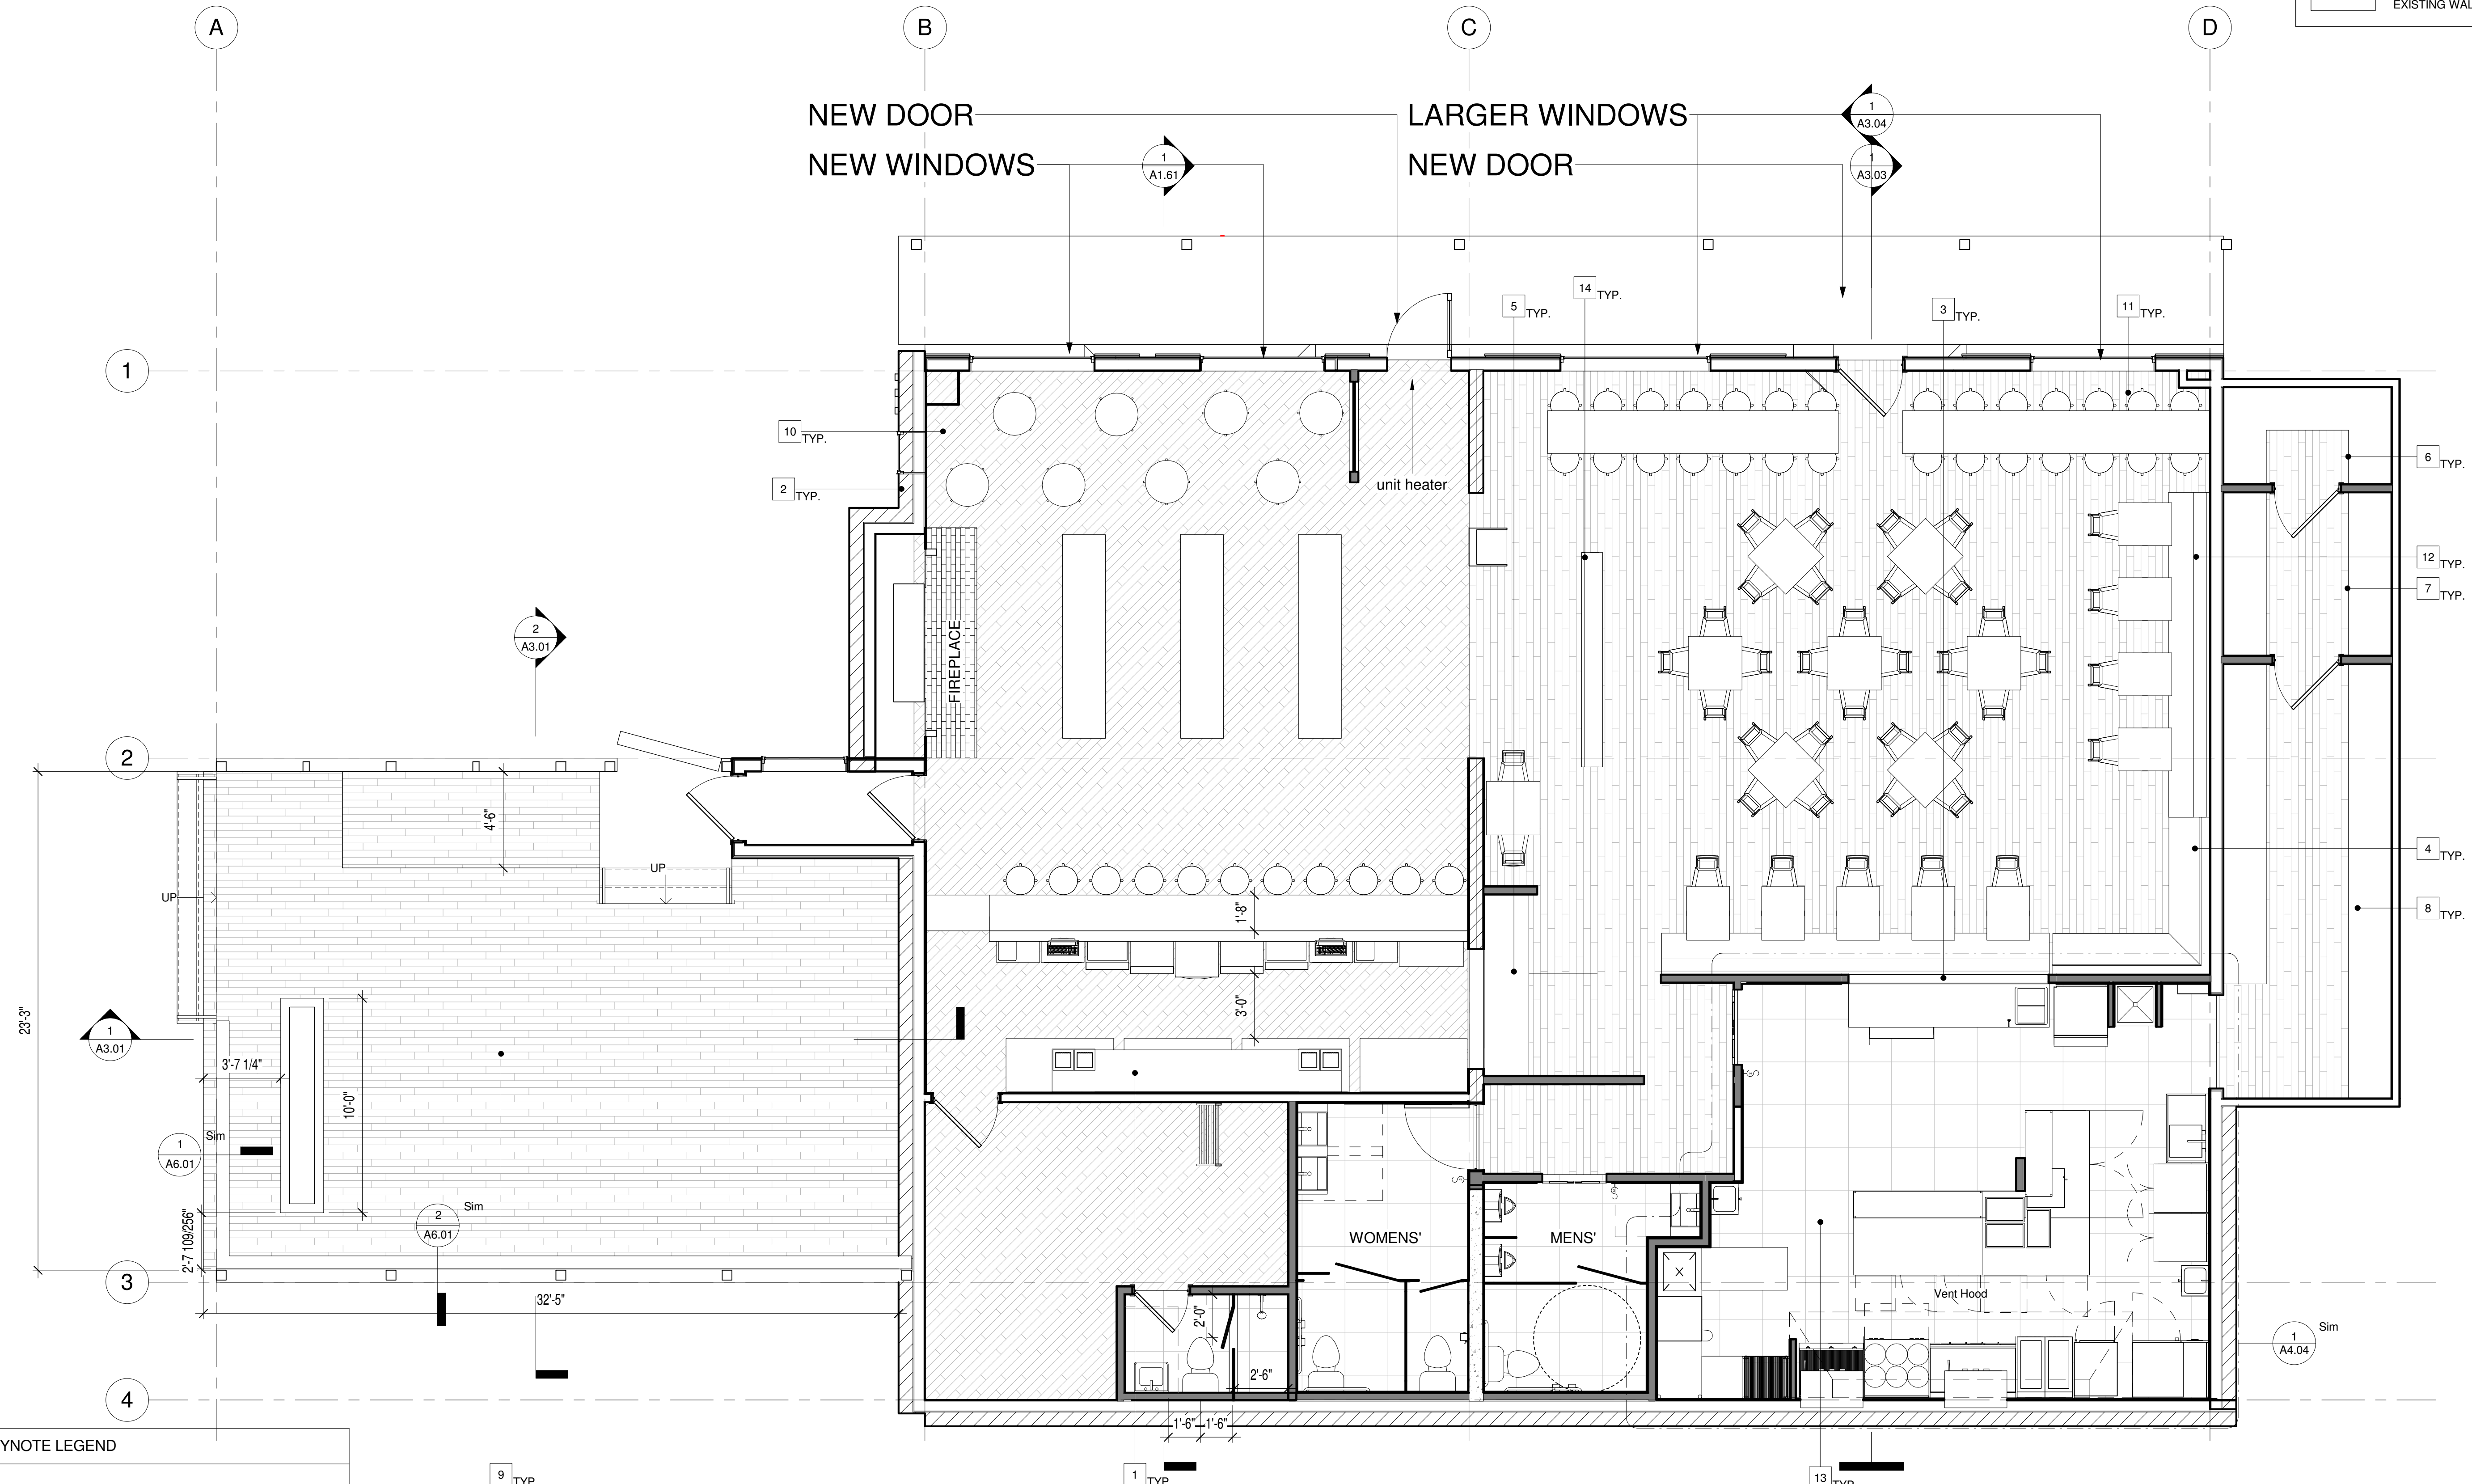 EXISTING WAL
A
B
C
D
NEW DOOR
LARGER WINDOWS
1
A3.04
NEW WINDOWS
1
A1.61
NEW DOOR
1
A3.03
14 TYP.
5 TYP.
3 TYP.
11 TYP.
1
10 TYP.
6 TYP.
2 TYP.
unit heater
12 TYP.
7 TYP.
2
A3.01
FIREPLACE
2
4'-6"
UP
UP
4 TYP.
8 TYP.
1'-8"
3'-0"
23'-3"
1
A3.01
3'-7 1/4"
10'-0"
1
A6.01
Sim
2
A6.01
Sim
2'-7 109/256"
S
S
S
WOMENS'
MENS'
X
3
32'-5"
Vent Hood
2'-0"
1
A4.04
Sim
2'-6"
4
1'-6"
1'-6"
YNOTE LEGEND
9 TYP.
1 TYP.
13 TYP.